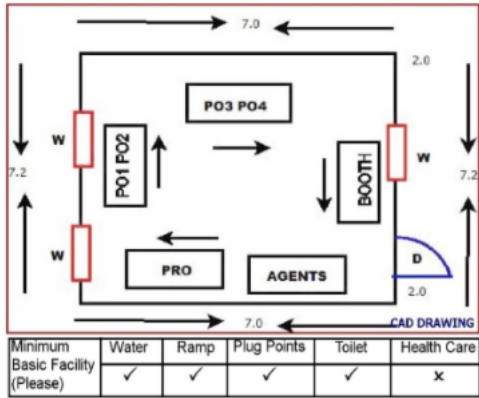 7.0
2.0
PO3 PO4
W
PO1 PO2
BOOTH
W
7.2
7.2
W
D
PRO
AGENTS
2.0
7.0
CAD DRAWING
Minimum Basic Facility (Please)
Water
Ramp
Plug Points
Toilet
Health Care
✓
✓
✓
✓
x